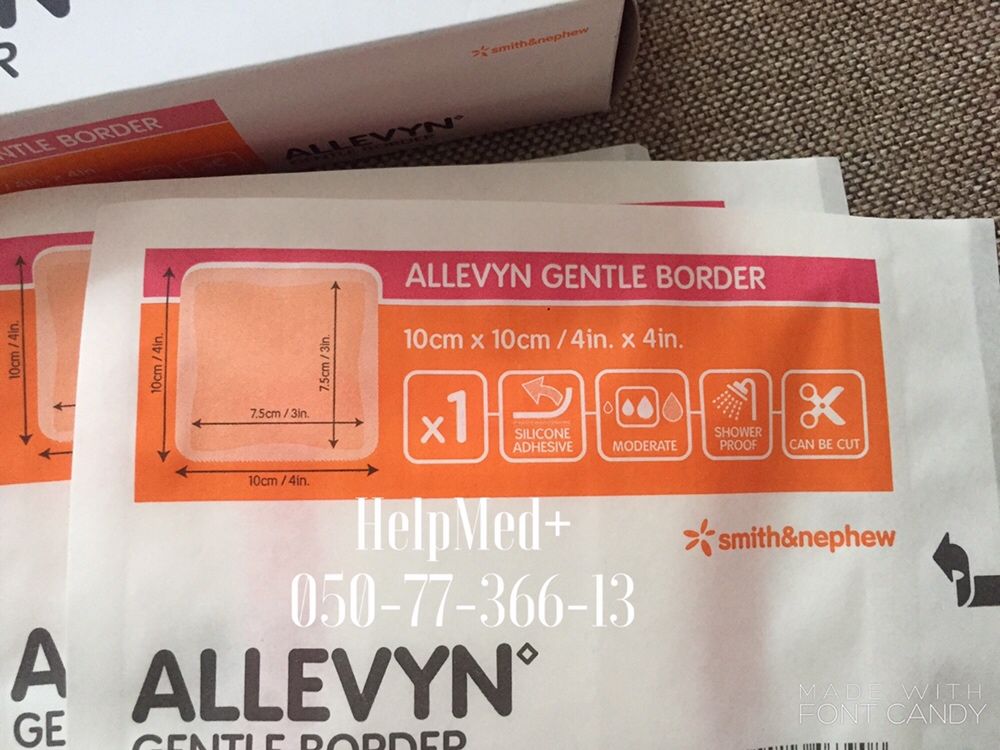 smith&nephew
ALLEVYN
NTLE BORDER
ALLEVYN GENTLE BORDER
10cm x 10cm / 4in. x 4in.
10cm / 4in.
10cm / 4in.
7.5cm / 3in.
7.5cm / 3in.
10cm / 4in.
x1
SILICONE
ADHESIVE
MODERATE
SHOWER
PROOF
CAN BE CUT
smith&nephew
HelpMed+
050-77-366-13
ALLEVYN
GENTLE BORDER
A
GE
MADE WITH
FONT CANDY